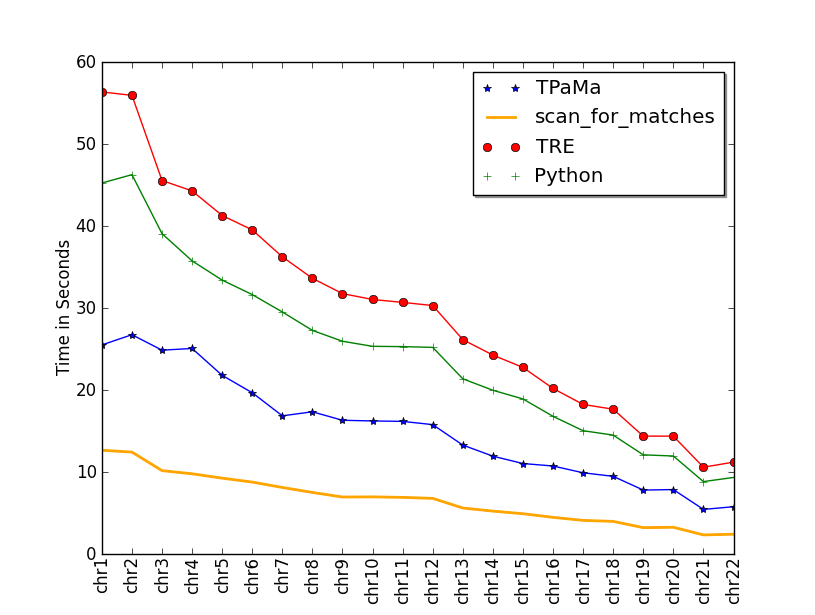 60
50
40
30
20
10
0
Time in Seconds
TPaMa
scan_for_matches
TRE
Python
chr1
chr2
chr3
chr4
chr5
chr6
chr7
chr8
chr9
chr10
chr11
chr12
chr13
chr14
chr15
chr16
chr17
chr18
chr19
chr20
chr21
chr22